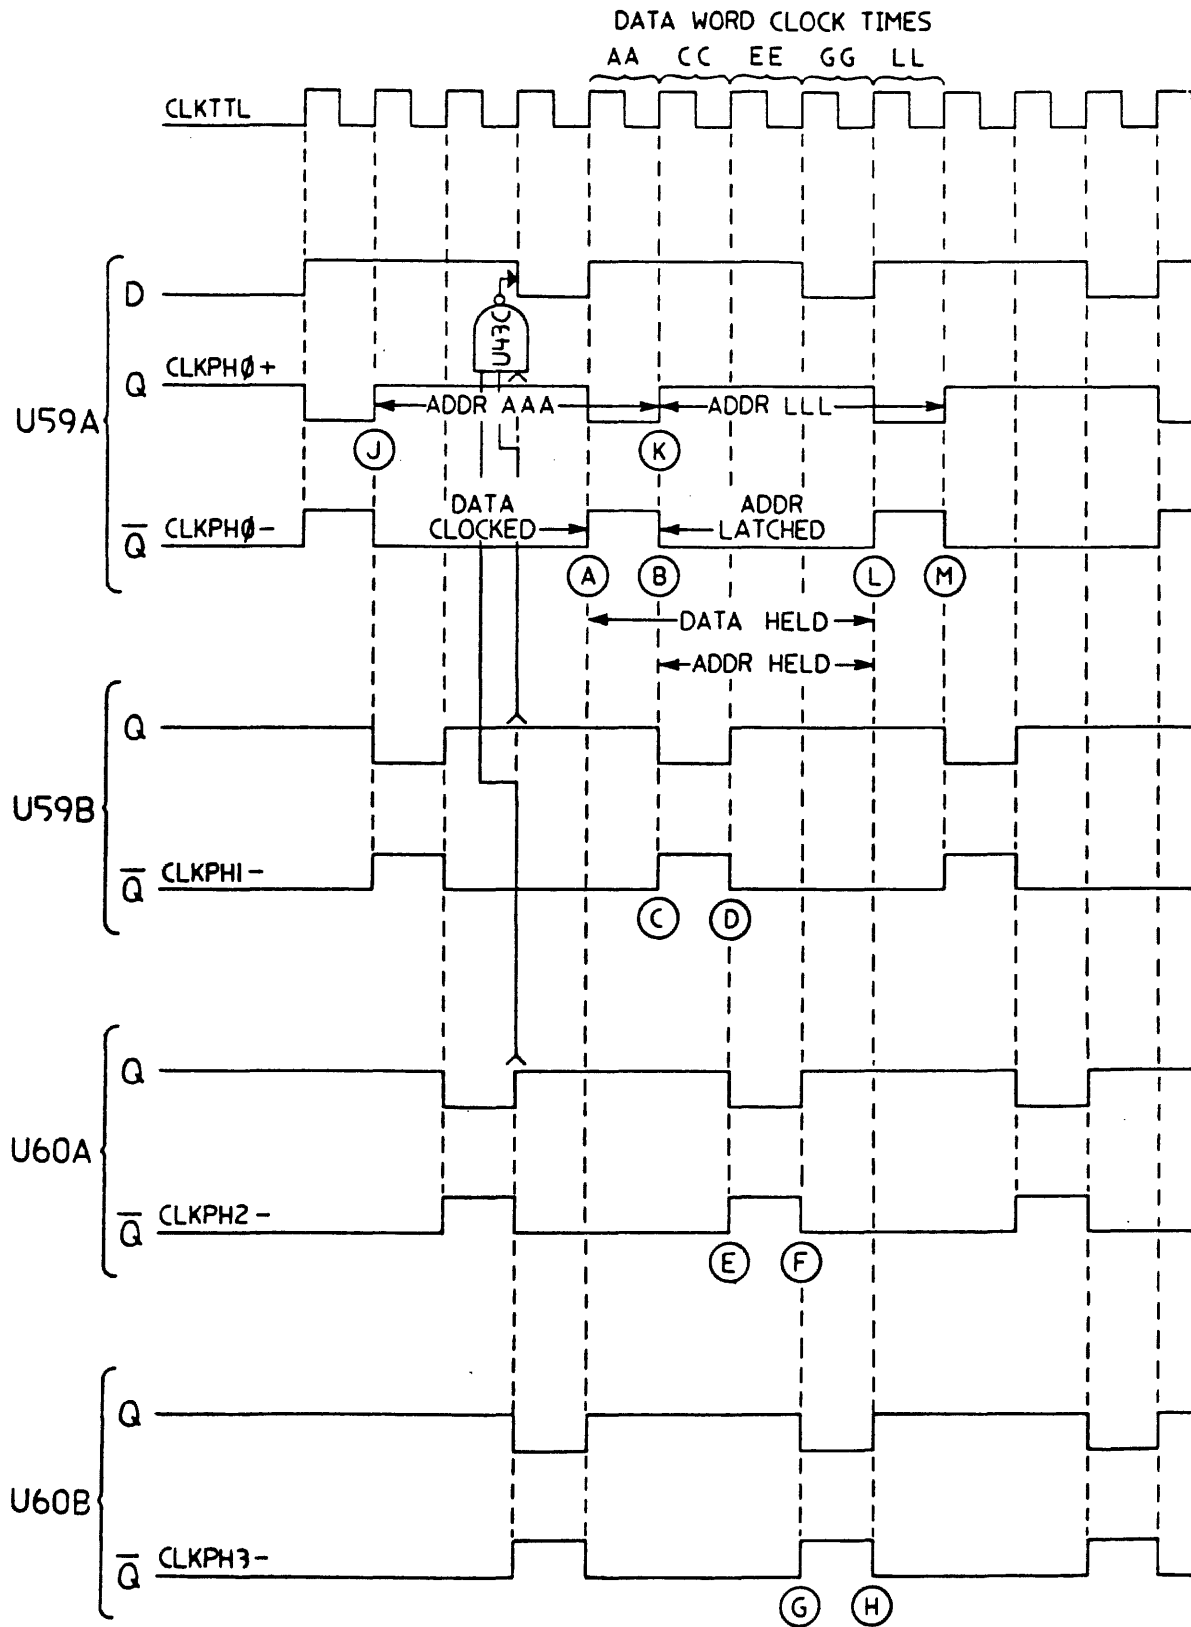 DATA WORD CLOCK TIMES
AA CC EE GG LL
CLKTTL
D
U43C
CLKPHØ+
Q
ADDR AAA
ADDR LLL
U59A
J
K
DATA CLOCKED
ADDR LATCHED
CLKPHØ-
Q̅
A
B
L
M
DATA HELD
ADDR HELD
Q
U59B
Q̅ CLKPH1-
C
D
Q
U60A
Q̅ CLKPH2-
E
F
Q
U60B
Q̅ CLKPH3-
G
H